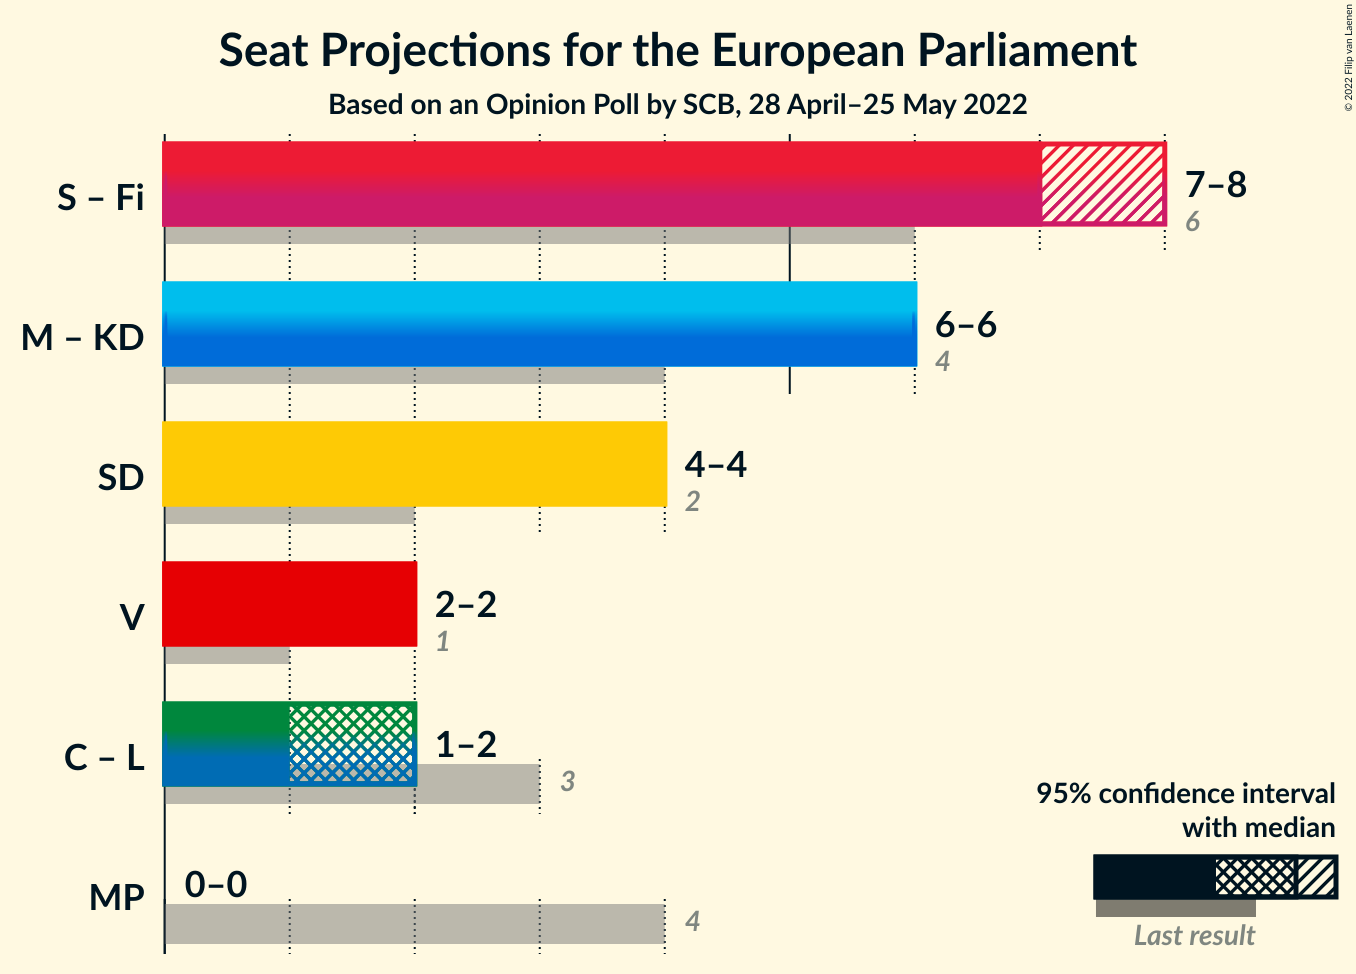 Seat Projections for the European Parliament
Based on an Opinion Poll by SCB, 28 April–25 May 2022
© 2022 Filip van Laenen
S – Fi
7–8
6
M – KD
6–6
4
SD
4–4
2
V
2–2
1
C – L
1–2
3
MP
0–0
4
95% confidence interval
with median
Last result